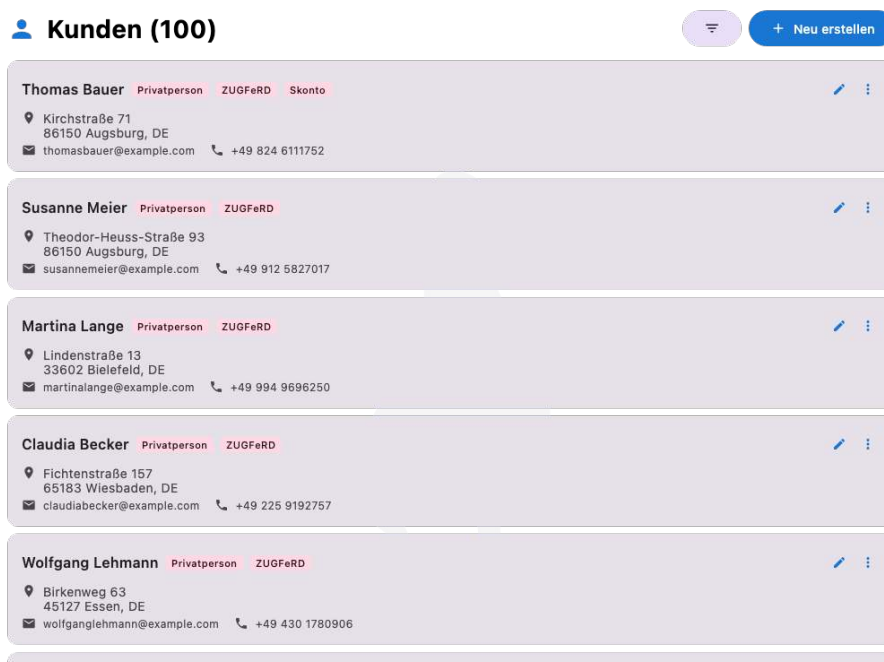 Kunden (100)
Neu erstellen
Thomas Bauer Privatperson ZUGFeRD Skonto
Kirchstraße 71
86150 Augsburg, DE
thomasbauer@example.com +49 824 6111752
Susanne Meier Privatperson ZUGFeRD
Theodor-Heuss-Straße 93
86150 Augsburg, DE
susannemeier@example.com +49 912 5827017
Martina Lange Privatperson ZUGFeRD
Lindenstraße 13
33602 Bielefeld, DE
martinalange@example.com +49 994 9696250
Claudia Becker Privatperson ZUGFeRD
Fichtenstraße 157
65183 Wiesbaden, DE
claudiabecker@example.com +49 225 9192757
Wolfgang Lehmann Privatperson ZUGFeRD
Birkenweg 63
45127 Essen, DE
wolfganglehmann@example.com +49 430 1780906